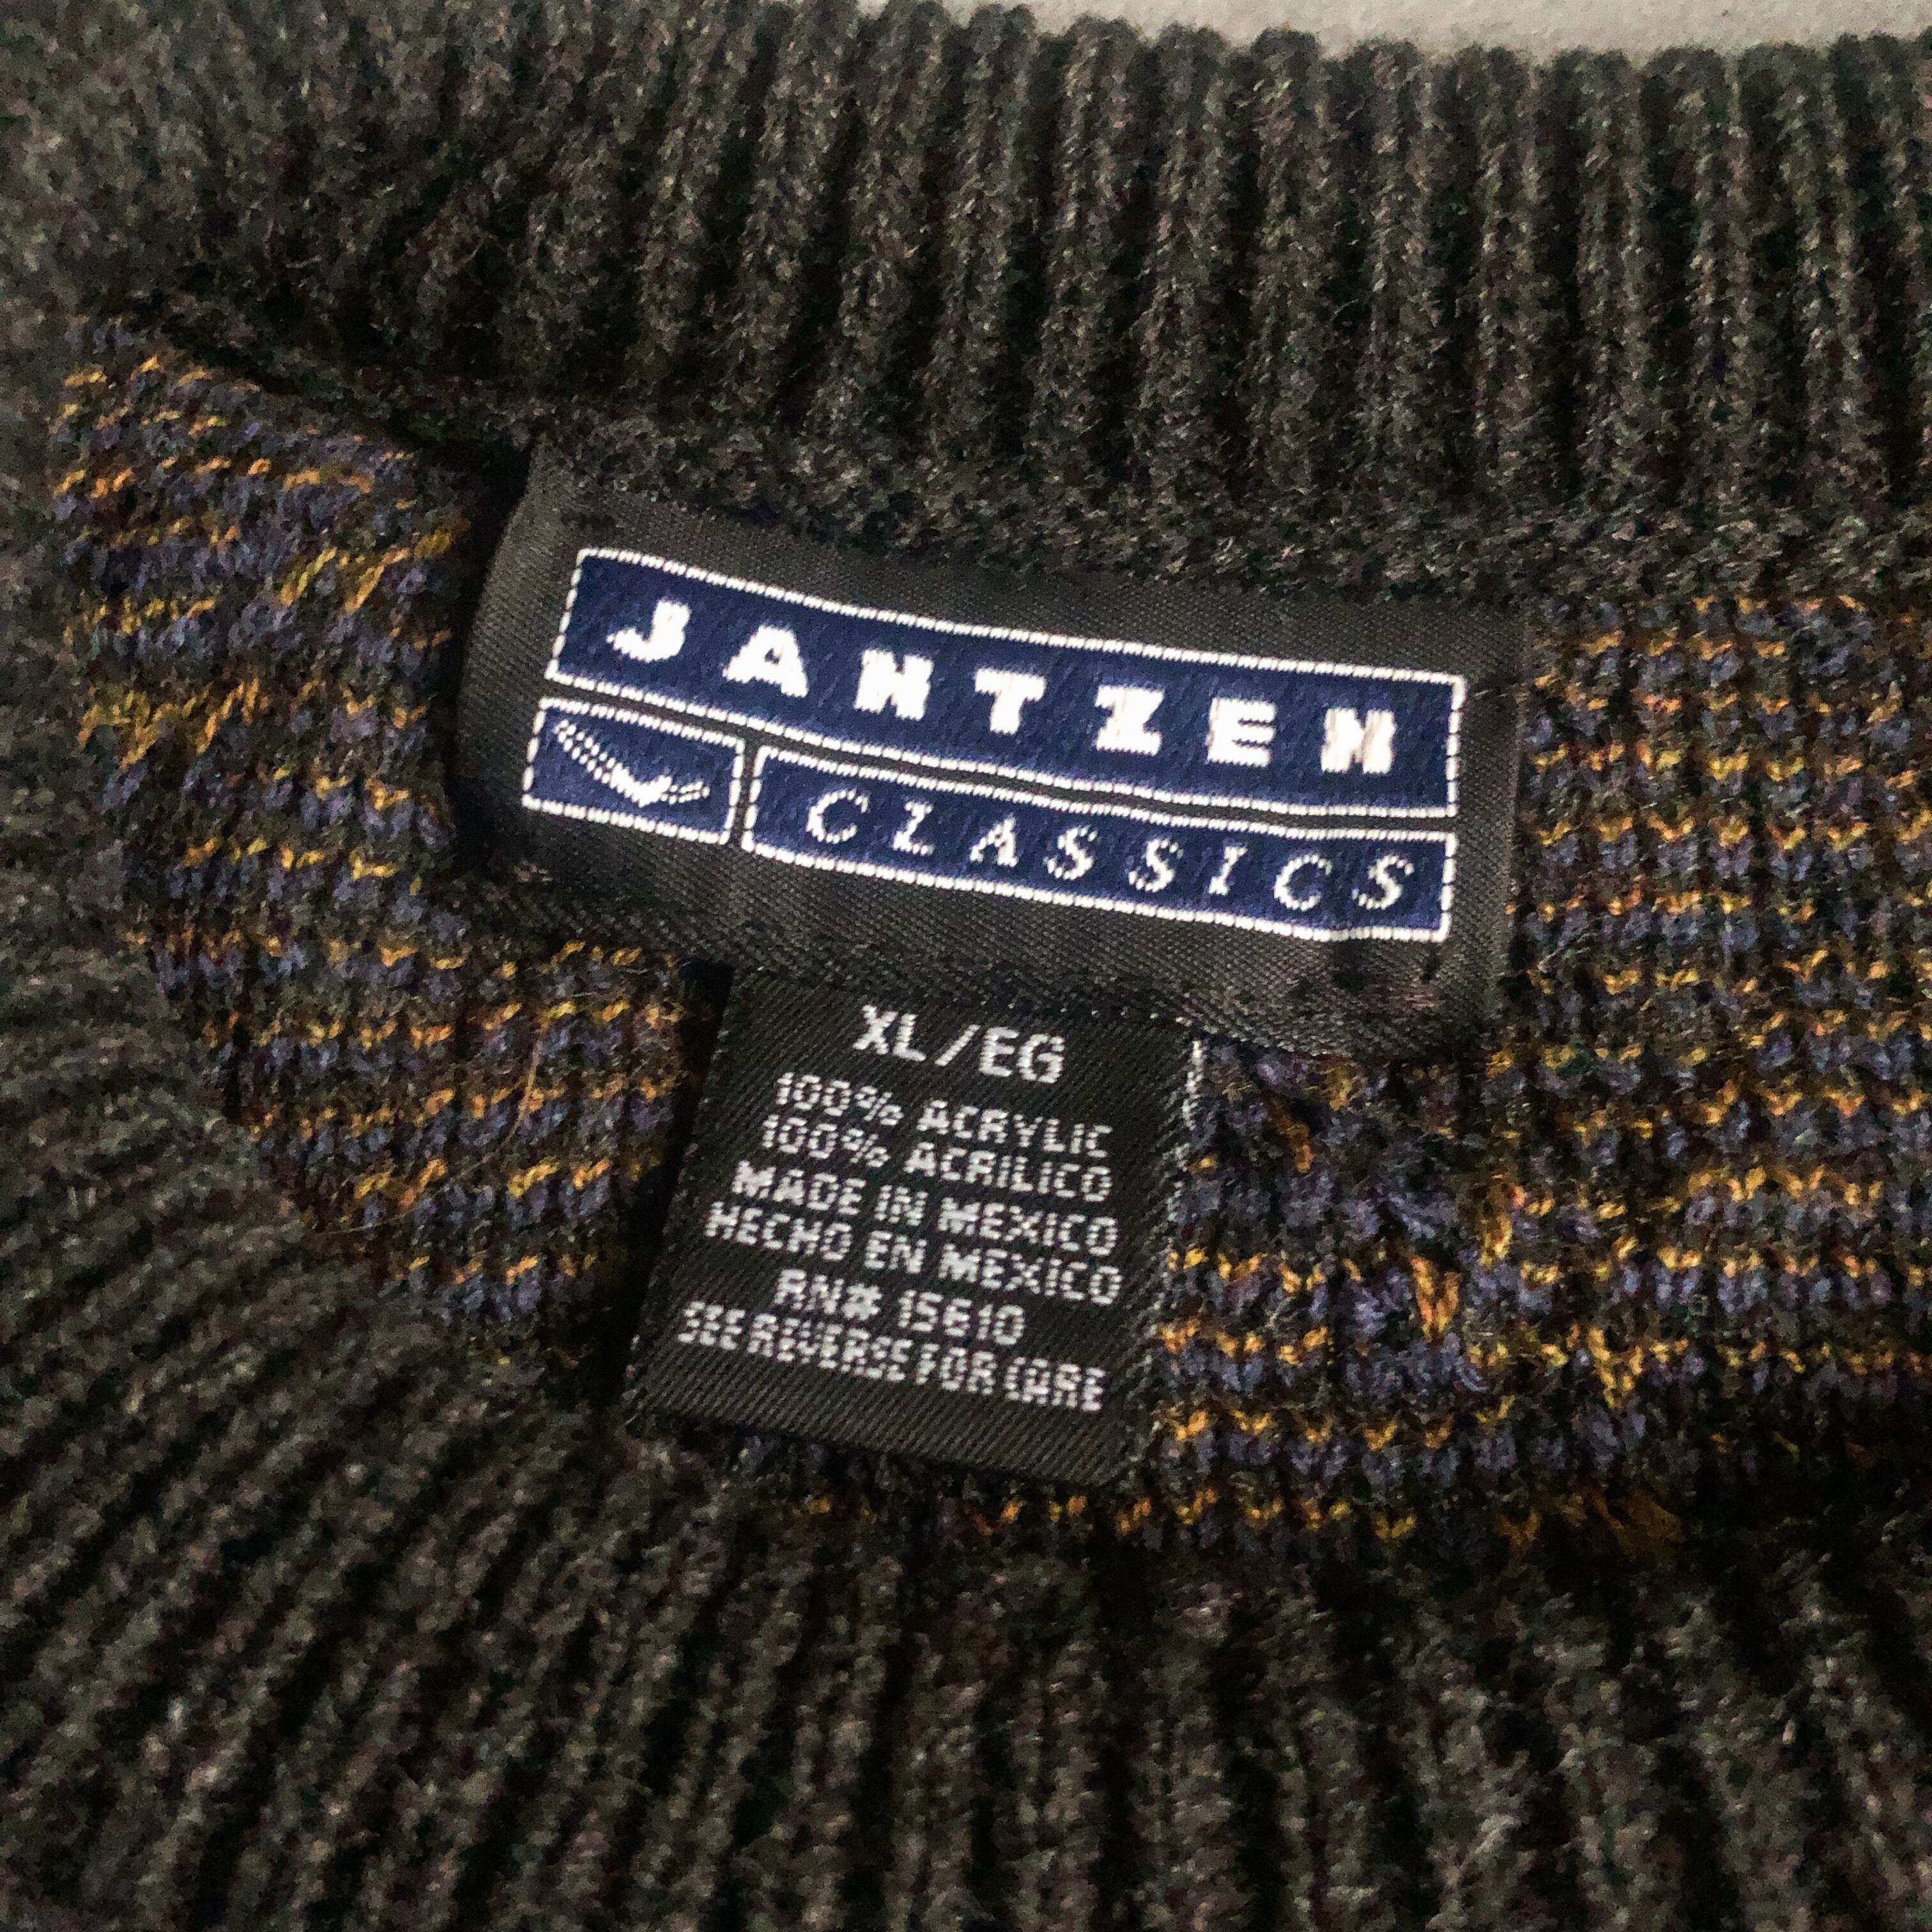 JANTZEN
CLASSICS
XL/EG
100% ACRYLIC
100% ACRILICO
MADE IN MEXICO
HECHO EN MEXICO
RN# 15610
SEE REVERSE FOR CARE